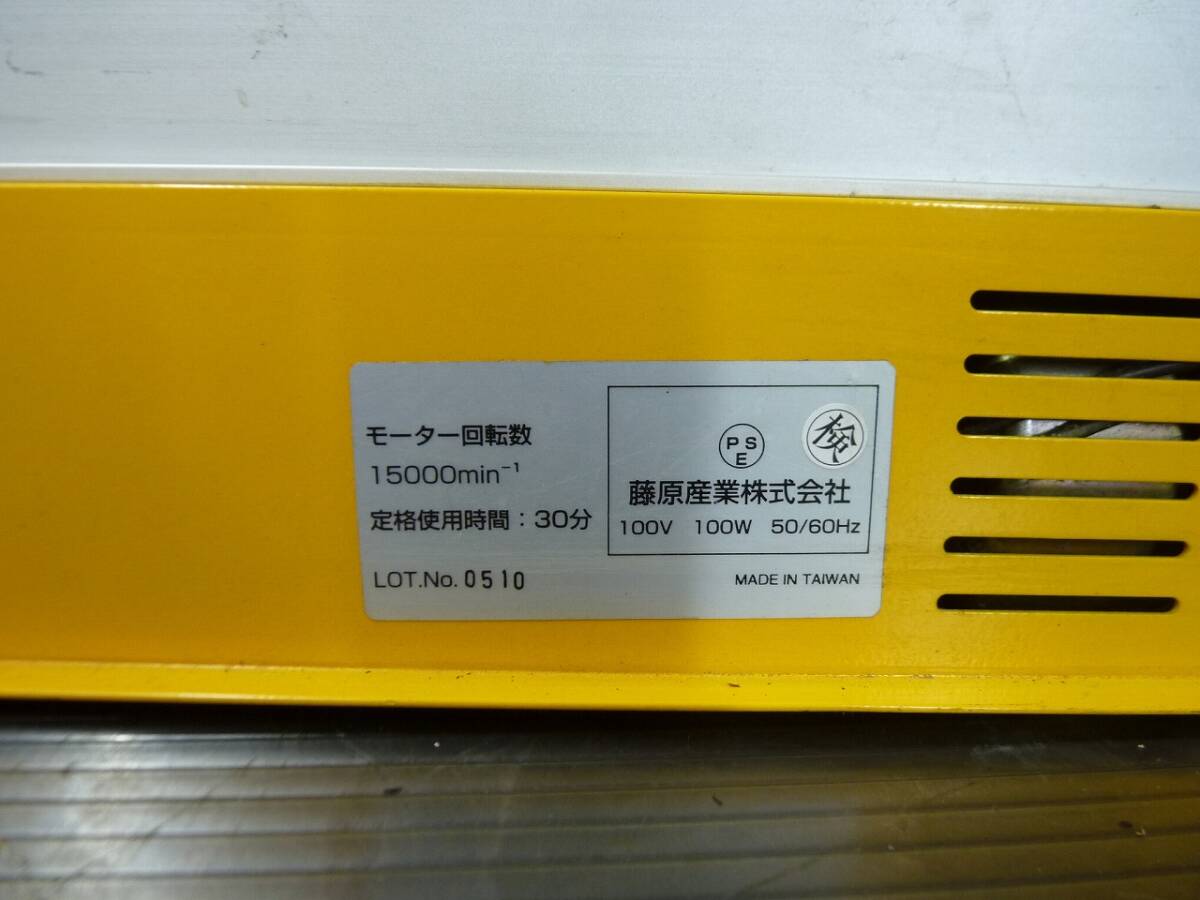 モーター回転数
15000min⁻¹
定格使用時間：30分
LOT.No. 0510
PSE
検
藤原産業株式会社
100V 100W 50/60Hz
MADE IN TAIWAN